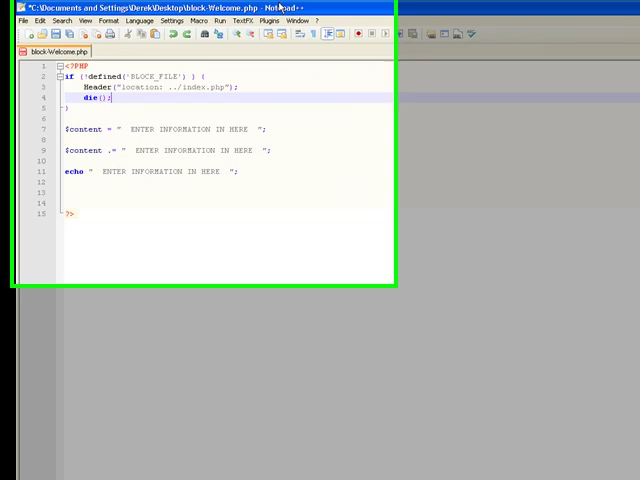 *C:\Documents and Settings\Derek\Desktop\block-Welcome.php - Notepad++
File Edit Search View Format Language Settings Macro Run TextFX Plugins Window ?
block-Welcome.php
1 <?PHP
2 if (!defined('BLOCK_FILE') ) {
3 Header("location: ../index.php");
4 die();
5 }
6
7 $content = "  ENTER INFORMATION IN HERE  ";
8
9 $content .= "  ENTER INFORMATION IN HERE  ";
10
11 echo "  ENTER INFORMATION IN HERE  ";
12
13
14
15 ?>